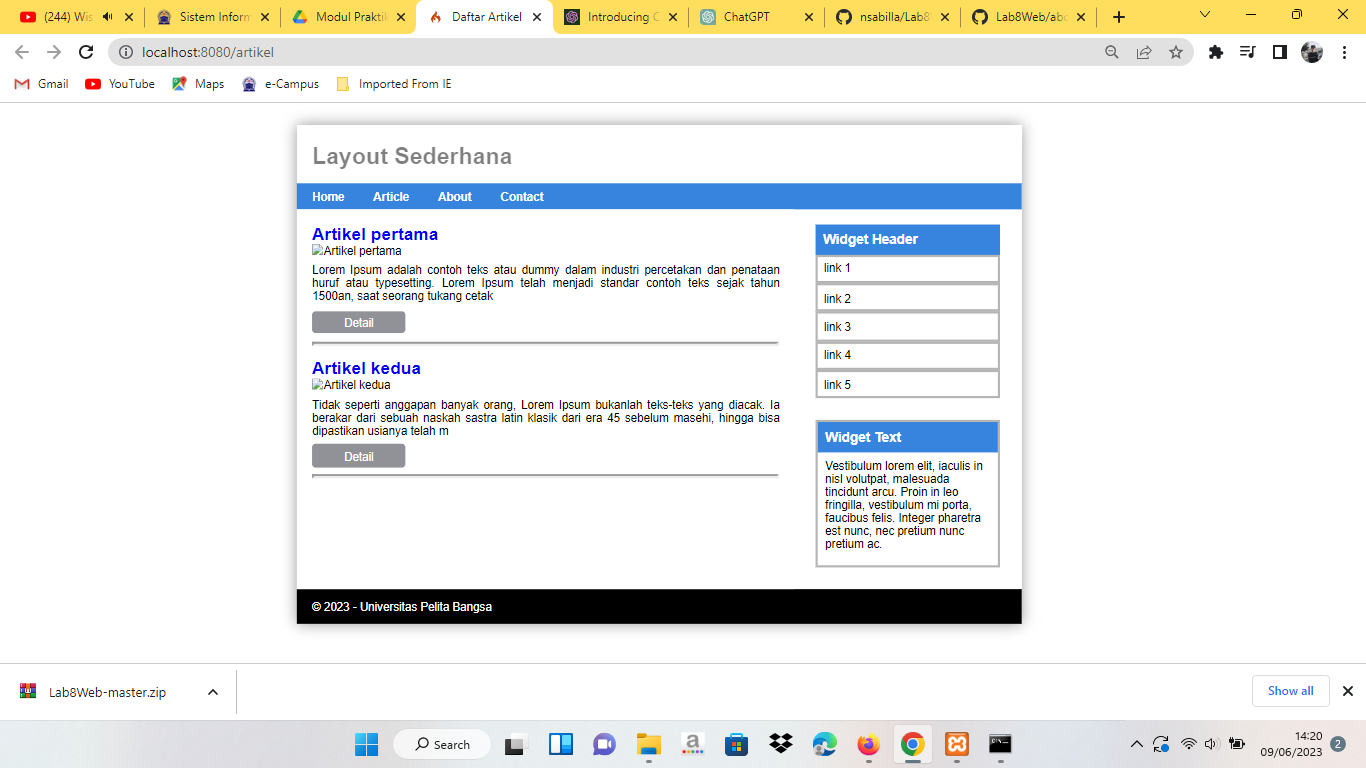 (244) Wis
Sistem Inform
Modul Praktik
Daftar Artikel
Introducing C
ChatGPT
nsabilla/Lab8
Lab8Web/abo
localhost:8080/artikel
Gmail
YouTube
Maps
e-Campus
Imported From IE
Layout Sederhana
Home
Article
About
Contact
Artikel pertama
Artikel pertama
Lorem Ipsum adalah contoh teks atau dummy dalam industri percetakan dan penataan
huruf atau typesetting. Lorem Ipsum telah menjadi standar contoh teks sejak tahun
1500an, saat seorang tukang cetak
Detail
Artikel kedua
Artikel kedua
Tidak seperti anggapan banyak orang, Lorem Ipsum bukanlah teks-teks yang diacak. Ia
berakar dari sebuah naskah sastra latin klasik dari era 45 sebelum masehi, hingga bisa
dipastikan usianya telah m
Detail
Widget Header
link 1
link 2
link 3
link 4
link 5
Widget Text
Vestibulum lorem elit, iaculis in
nisl volutpat, malesuada
tincidunt arcu. Proin in leo
fringilla, vestibulum mi porta,
faucibus felis. Integer pharetra
est nunc, nec pretium nunc
pretium ac.
© 2023 - Universitas Pelita Bangsa
Lab8Web-master.zip
Show all
Search
14:20
09/06/2023
2